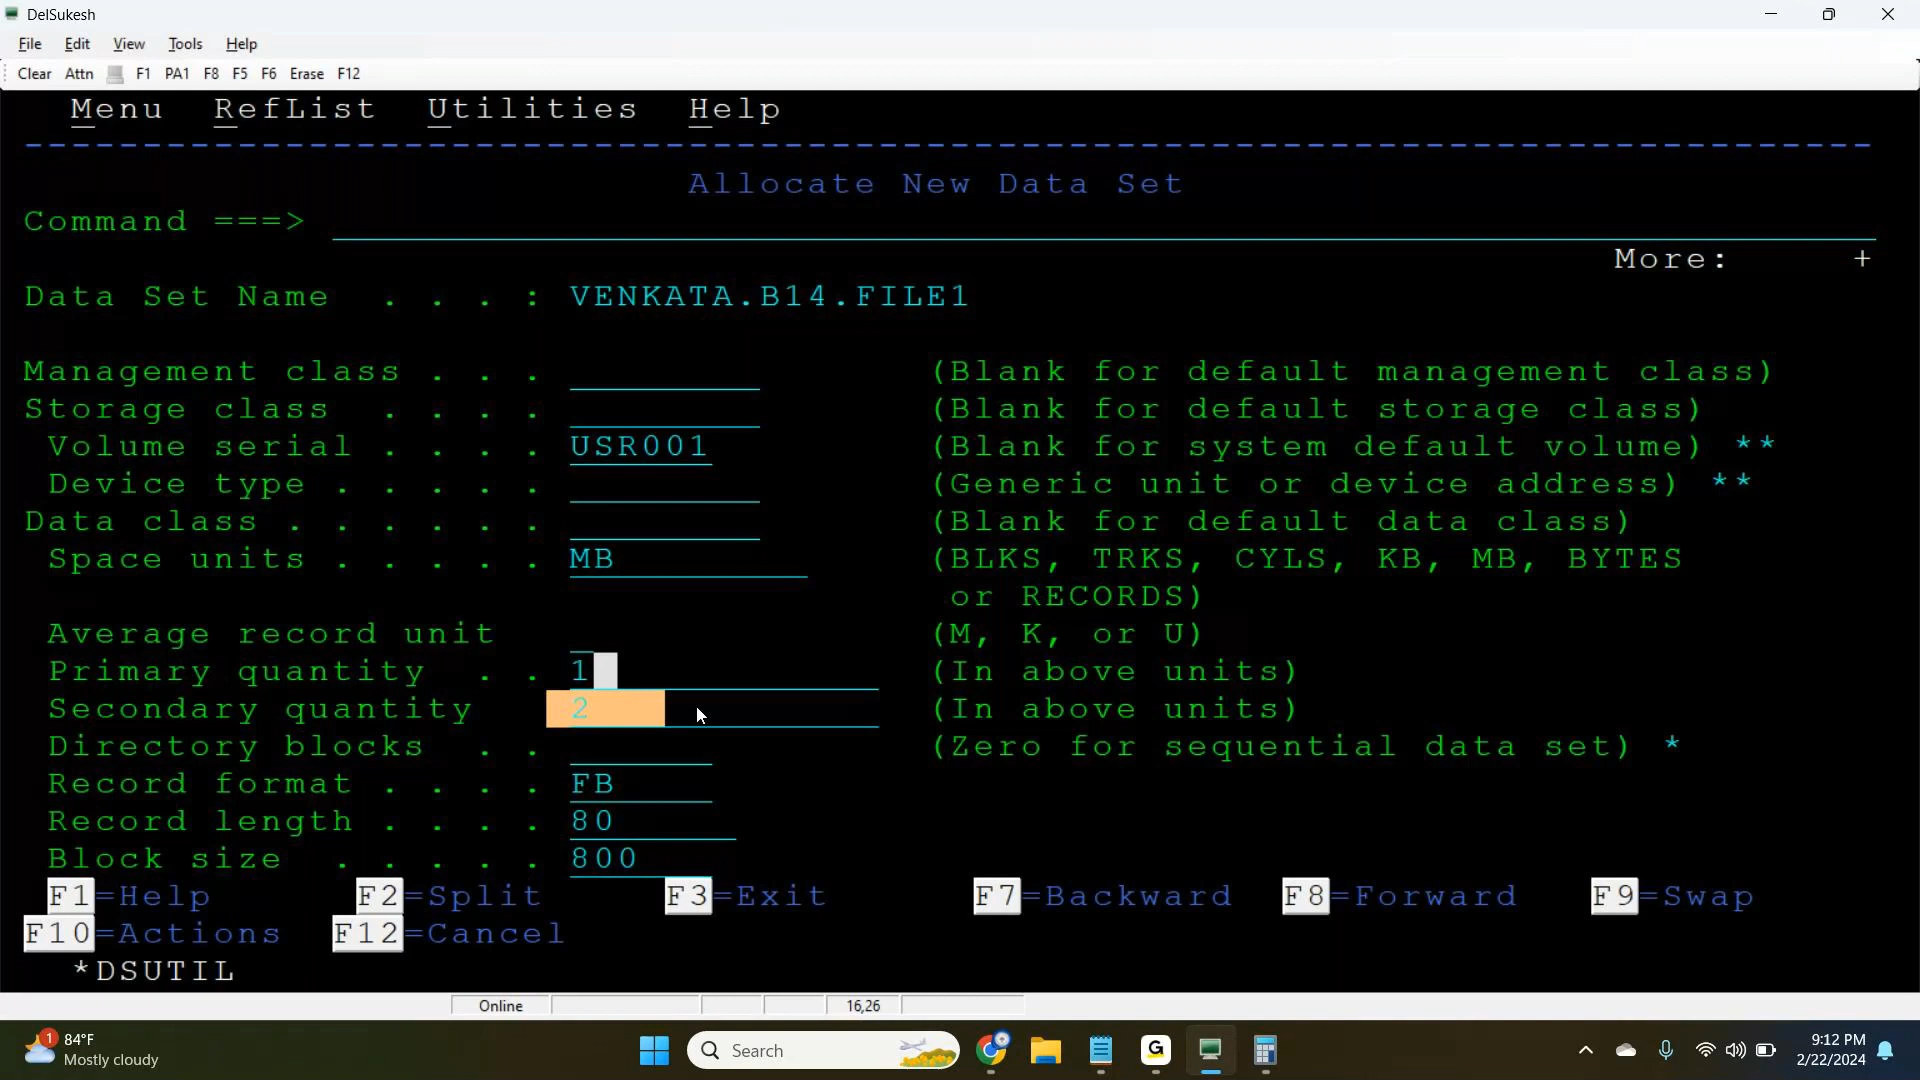 DelSukesh
File Edit View Tools Help
Clear Attn F1 PA1 F8 F5 F6 Erase F12
Menu RefList Utilities Help
- - - - - - - - - - - - - - - - - - - - - - - - - - - - - - - - - - - - - - - - - - - - - - - - - - - - - - - - - - - - - - - - - - - - - - - - - - - - - -
Allocate New Data Set
Command ===>
More: +
Data Set Name . . . : VENKATA.B14.FILE1
Management class . . . (Blank for default management class)
Storage class . . . . (Blank for default storage class)
Volume serial . . . . USR001 (Blank for system default volume) **
Device type . . . . . (Generic unit or device address) **
Data class . . . . . . (Blank for default data class)
Space units . . . . . MB (BLKS, TRKS, CYLS, KB, MB, BYTES
or RECORDS)
Average record unit (M, K, or U)
Primary quantity . . 1 (In above units)
Secondary quantity 2 (In above units)
Directory blocks . . (Zero for sequential data set) *
Record format . . . . FB
Record length . . . . 80
Block size . . . . . 800
F1=Help F2=Split F3=Exit F7=Backward F8=Forward F9=Swap
F10=Actions F12=Cancel
*DSUTIL
Online 16,26
1 84°F
Mostly cloudy
Search
G
9:12 PM
2/22/2024